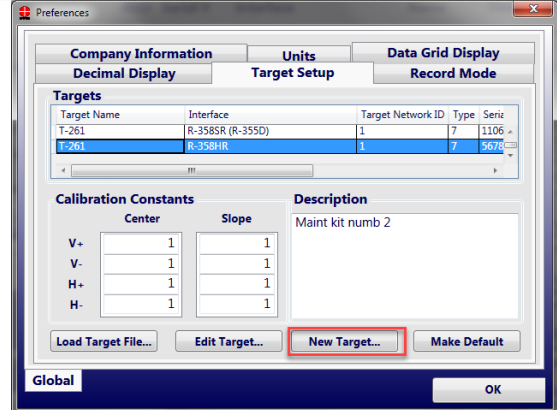 Preferences
Company Information Units Data Grid Display
Decimal Display Target Setup Record Mode
Targets
Target Name Interface Target Network ID Type Seria
T-261 R-358SR (R-355D) 1 7 1106
T-261 R-358HR 1 7 5678
Calibration Constants Description
Center Slope Maint kit numb 2
V+ 1 1
V- 1 1
H+ 1 1
H- 1 1
Load Target File... Edit Target... New Target... Make Default
Global
OK